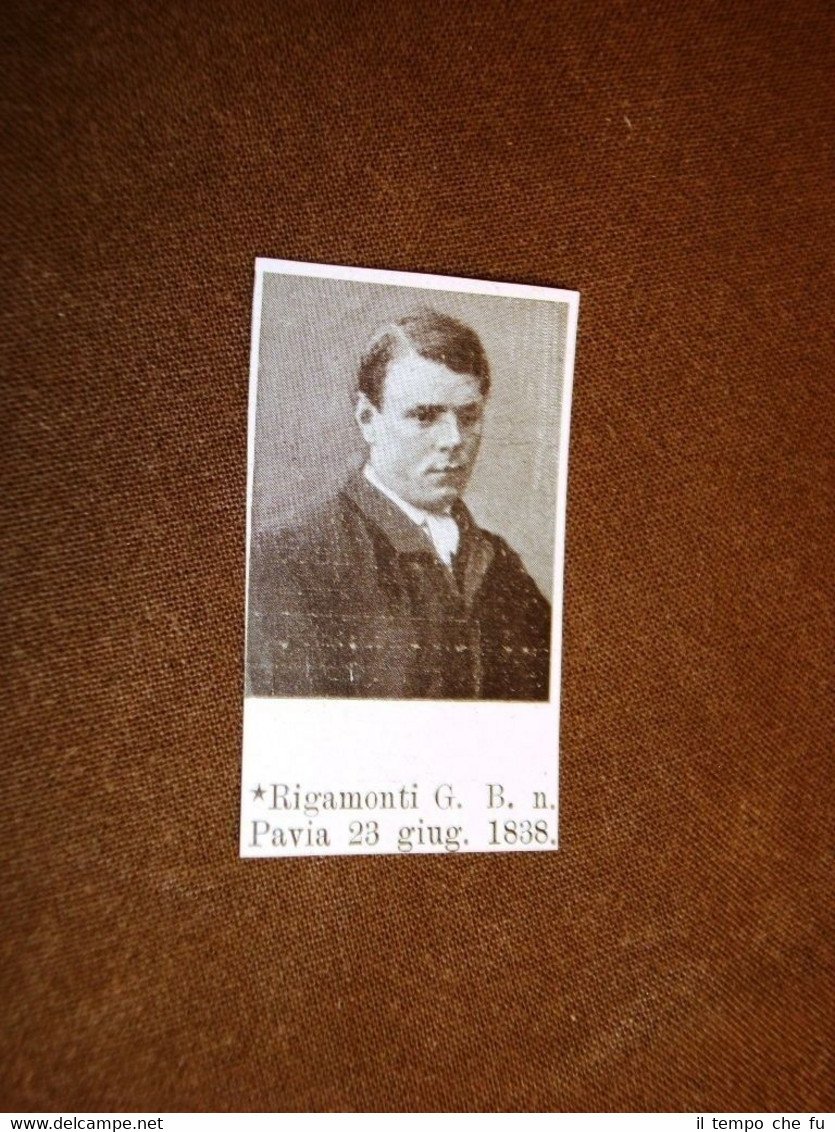 ★Rigamonti G. B. n.
Pavia 23 giug. 1838.
www.delcampe.net
il tempo che fu